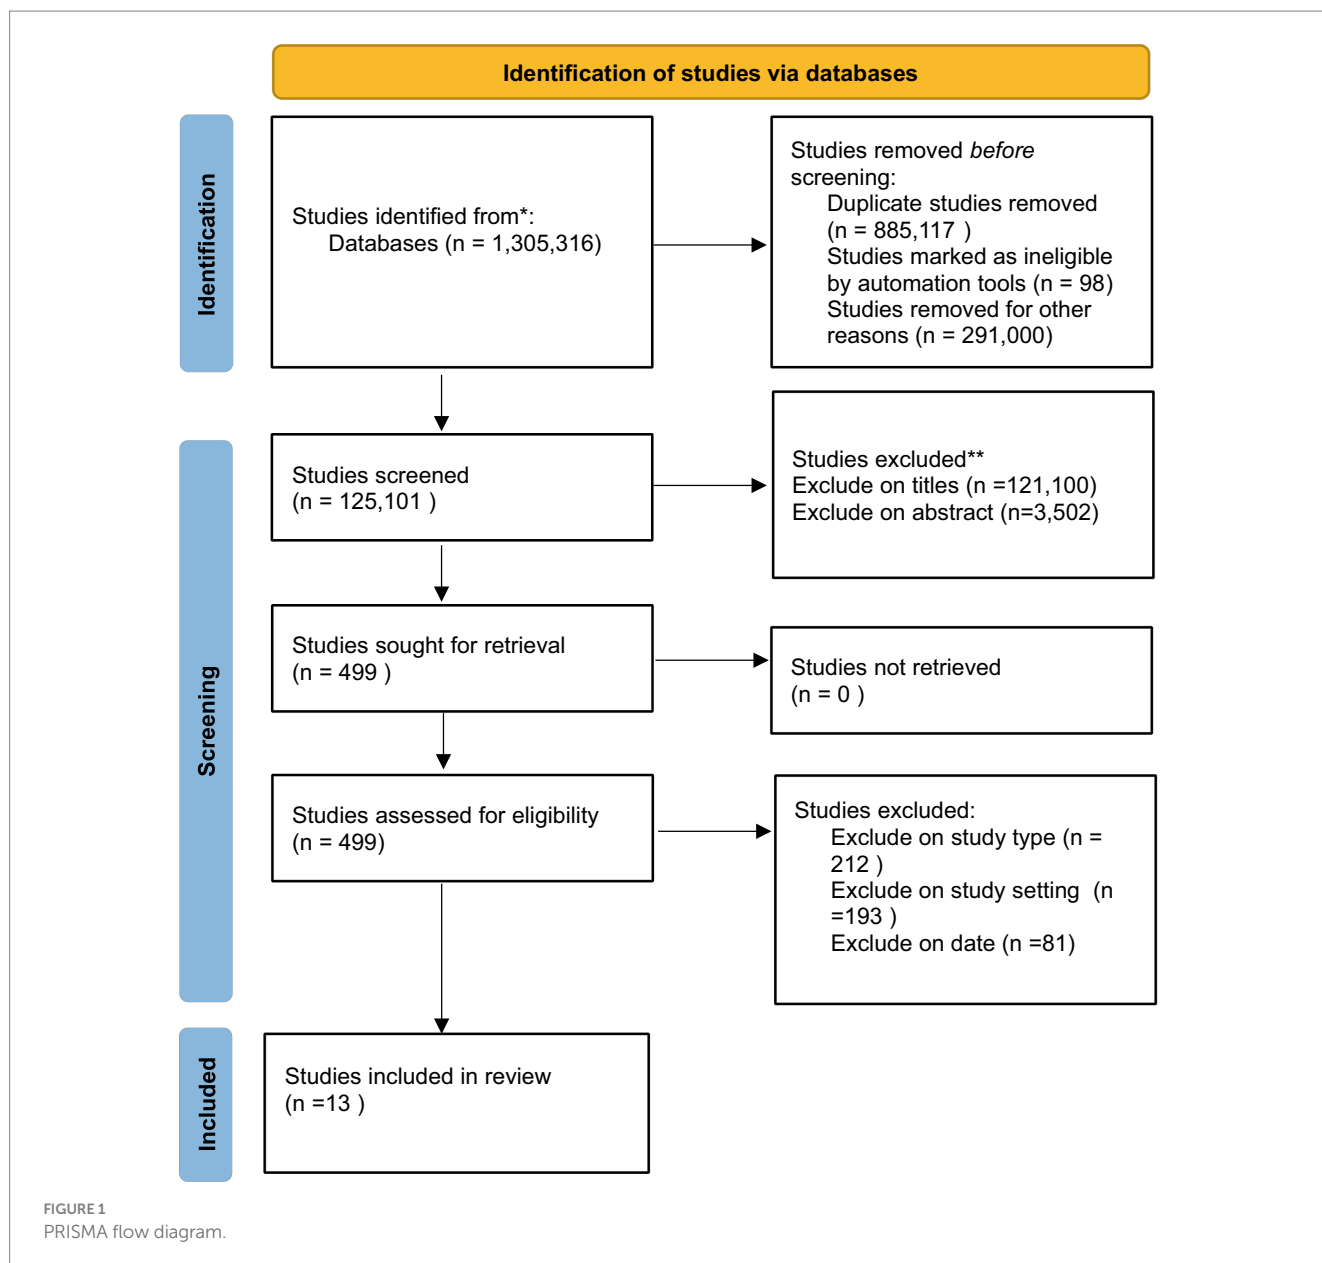 Identification of studies via databases
Identification
Studies identified from*:
Databases (n = 1,305,316)
Studies removed before
screening:
Duplicate studies removed
(n = 885,117 )
Studies marked as ineligible
by automation tools (n = 98)
Studies removed for other
reasons (n = 291,000)
Screening
Studies screened
(n = 125,101 )
Studies excluded**
Exclude on titles (n =121,100)
Exclude on abstract (n=3,502)
Studies sought for retrieval
(n = 499 )
Studies not retrieved
(n = 0 )
Studies assessed for eligibility
(n = 499)
Studies excluded:
Exclude on study type (n =
212 )
Exclude on study setting  (n
=193 )
Exclude on date (n =81)
Included
Studies included in review
(n =13 )
FIGURE 1
PRISMA flow diagram.